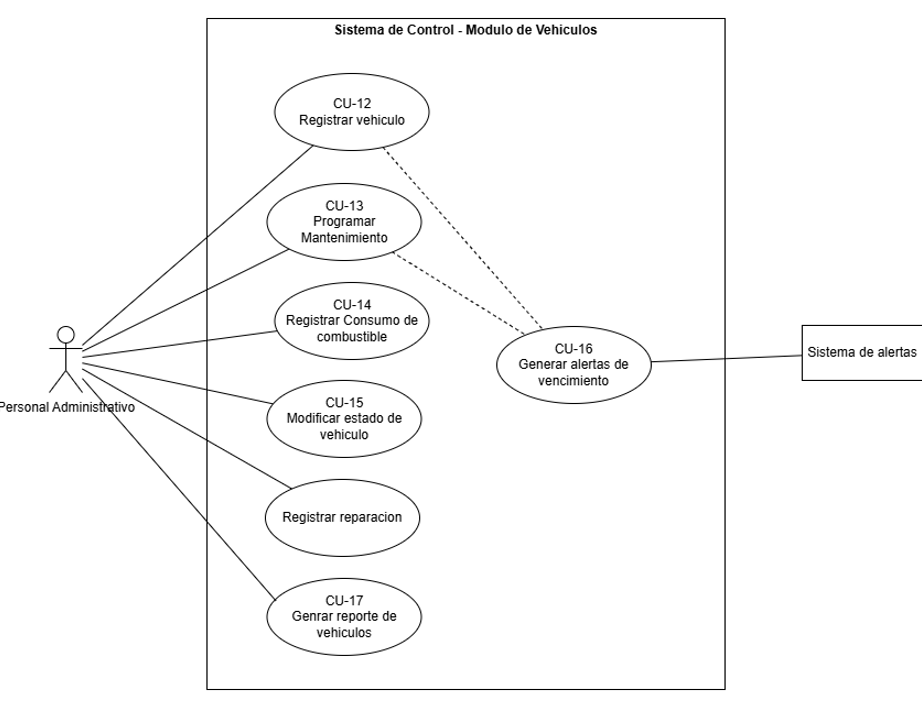 Sistema de Control - Modulo de Vehiculos
CU-12
Registrar vehiculo
CU-13
Programar
Mantenimiento
CU-14
Registrar Consumo de
combustible
CU-16
Generar alertas de
vencimiento
Sistema de alertas
Personal Administrativo
CU-15
Modificar estado de
vehiculo
Registrar reparacion
CU-17
Genrar reporte de
vehiculos